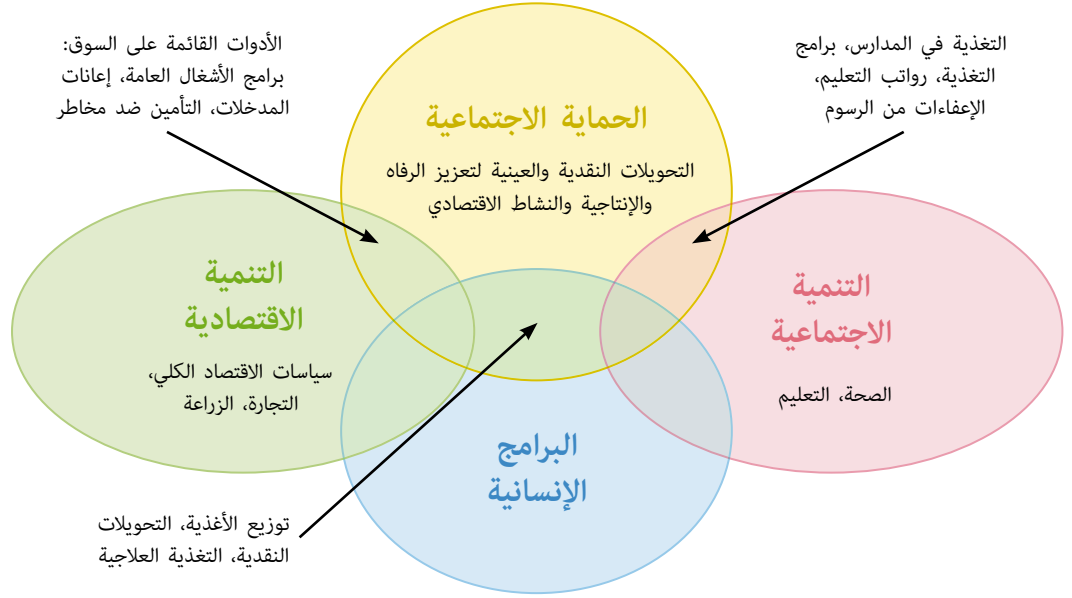 التغذية في المدارس، برامج
التغذية، رواتب التعليم،
الإعفاءات من الرسوم
الأدوات القائمة على السوق:
برامج الأشغال العامة، إعانات
المدخلات، التأمين ضد مخاطر
الحماية الاجتماعية
التحويلات النقدية والعينية لتعزيز الرفاه
والإنتاجية والنشاط الاقتصادي
التنمية
الاجتماعية
الصحة، التعليم
التنمية
الاقتصادية
سياسات الاقتصاد الكلي،
التجارة، الزراعة
البرامج
الإنسانية
توزيع الأغذية، التحويلات
النقدية، التغذية العلاجية